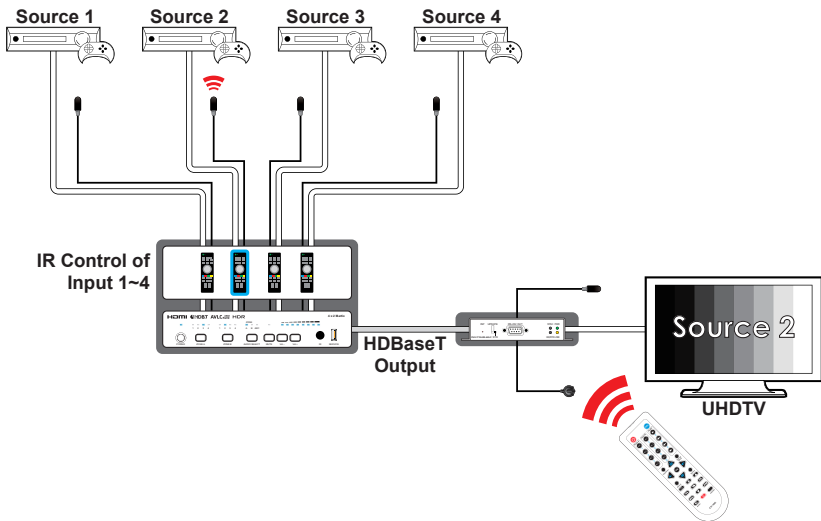 Source 1
Source 2
Source 3
Source 4
IR Control of
Input 1~4
HDMI HDBT AVLC HDR
HDBaseT
Output
Source 2
UHDTV